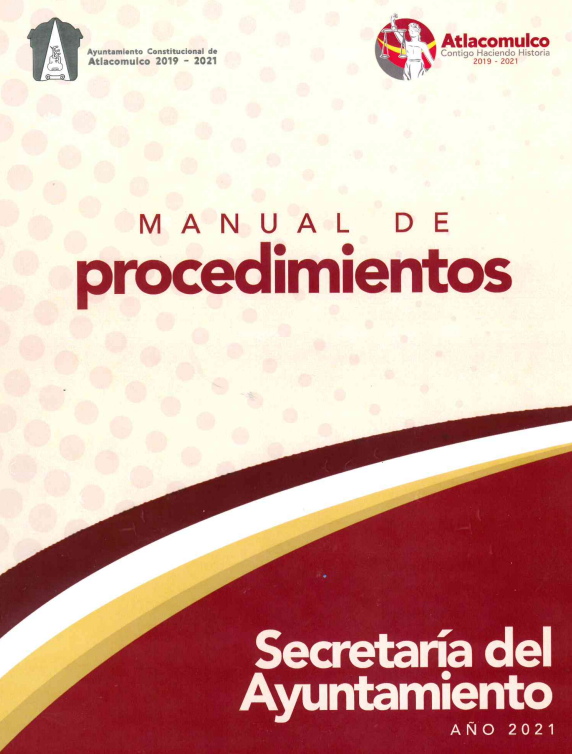 Ayuntamiento Constitucional de
Atlacomulco 2019 - 2021
Atlacomulco
Contigo Haciendo Historia
2019 - 2021
MANUAL DE
procedimientos
Secretaría del
Ayuntamiento
AÑO 2021